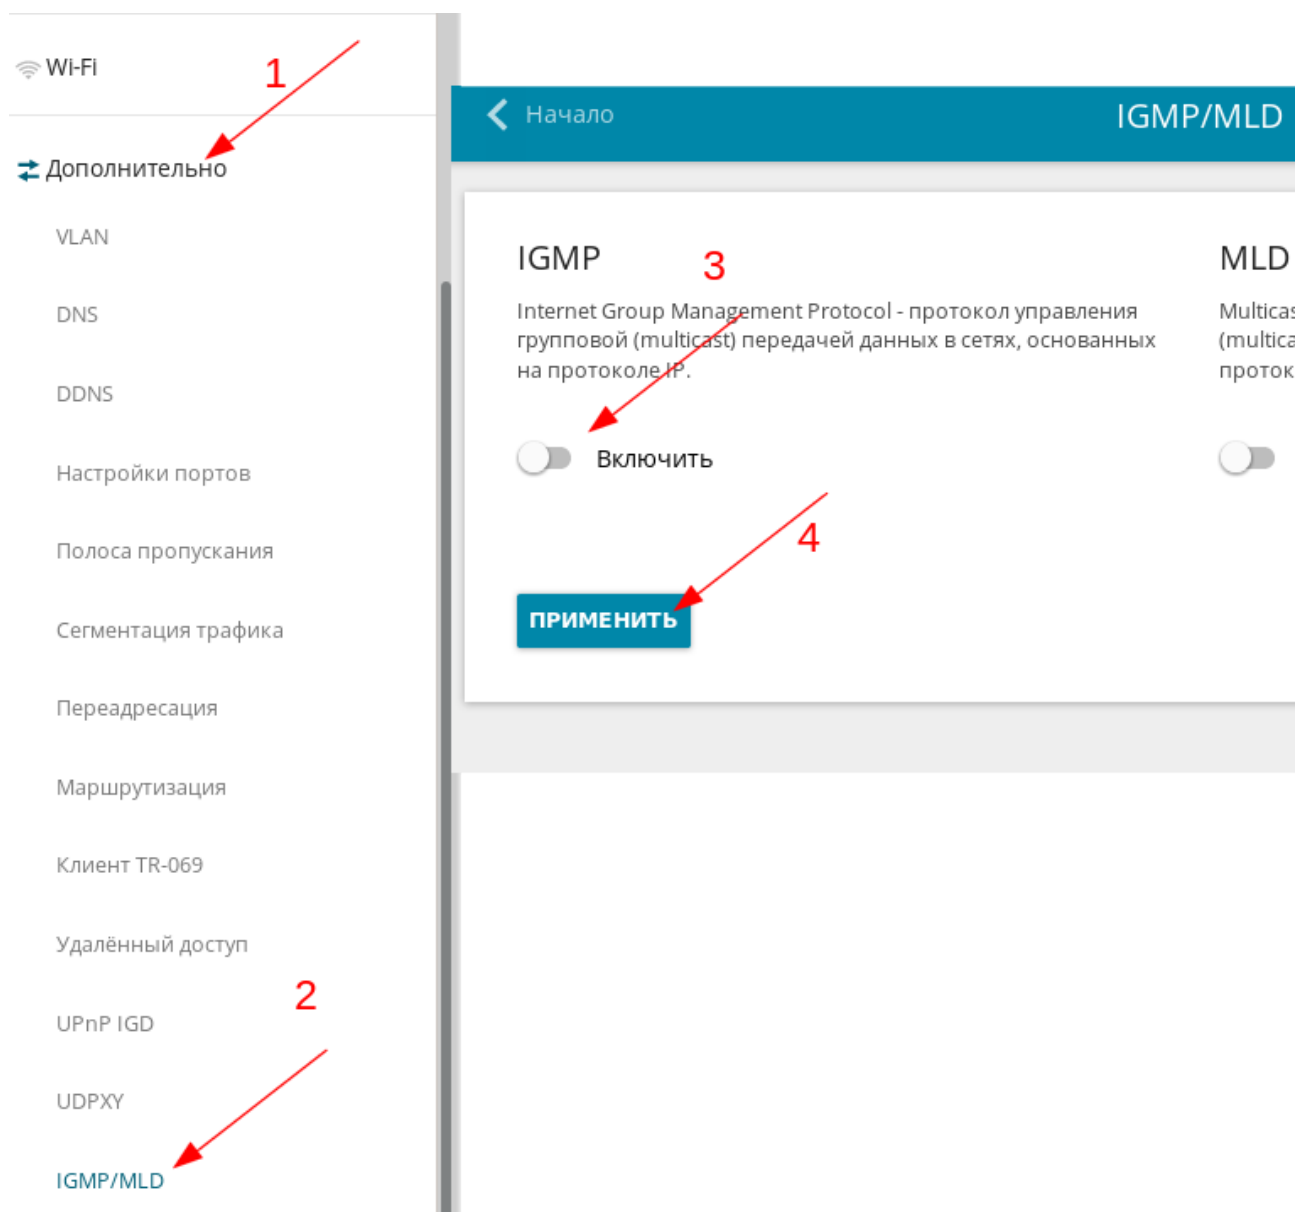 Wi-Fi
1
Дополнительно
VLAN
DNS
DDNS
Настройки портов
Полоса пропускания
Сегментация трафика
Переадресация
Маршрутизация
Клиент TR-069
Удалённый доступ
2
UPnP IGD
UDPXY
IGMP/MLD
Начало
IGMP/MLD
IGMP
3
Internet Group Management Protocol - протокол управления
групповой (multicast) передачей данных в сетях, основанных
на протоколе IP.
Включить
4
ПРИМЕНИТЬ
MLD